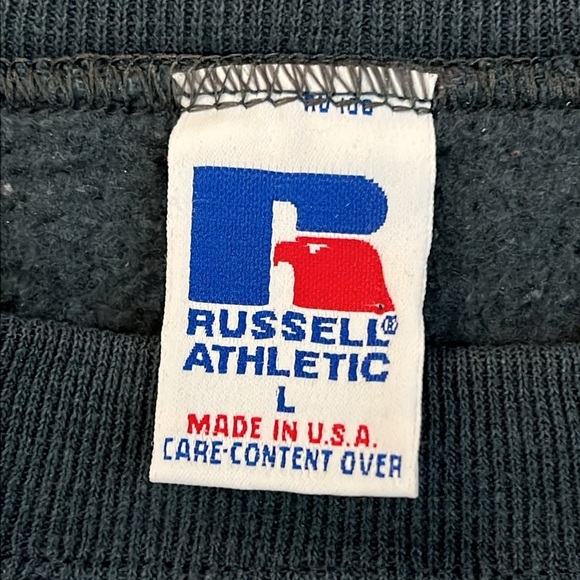 RUSSELL®
ATHLETIC
L
MADE IN U.S.A.
CARE-CONTENT OVER